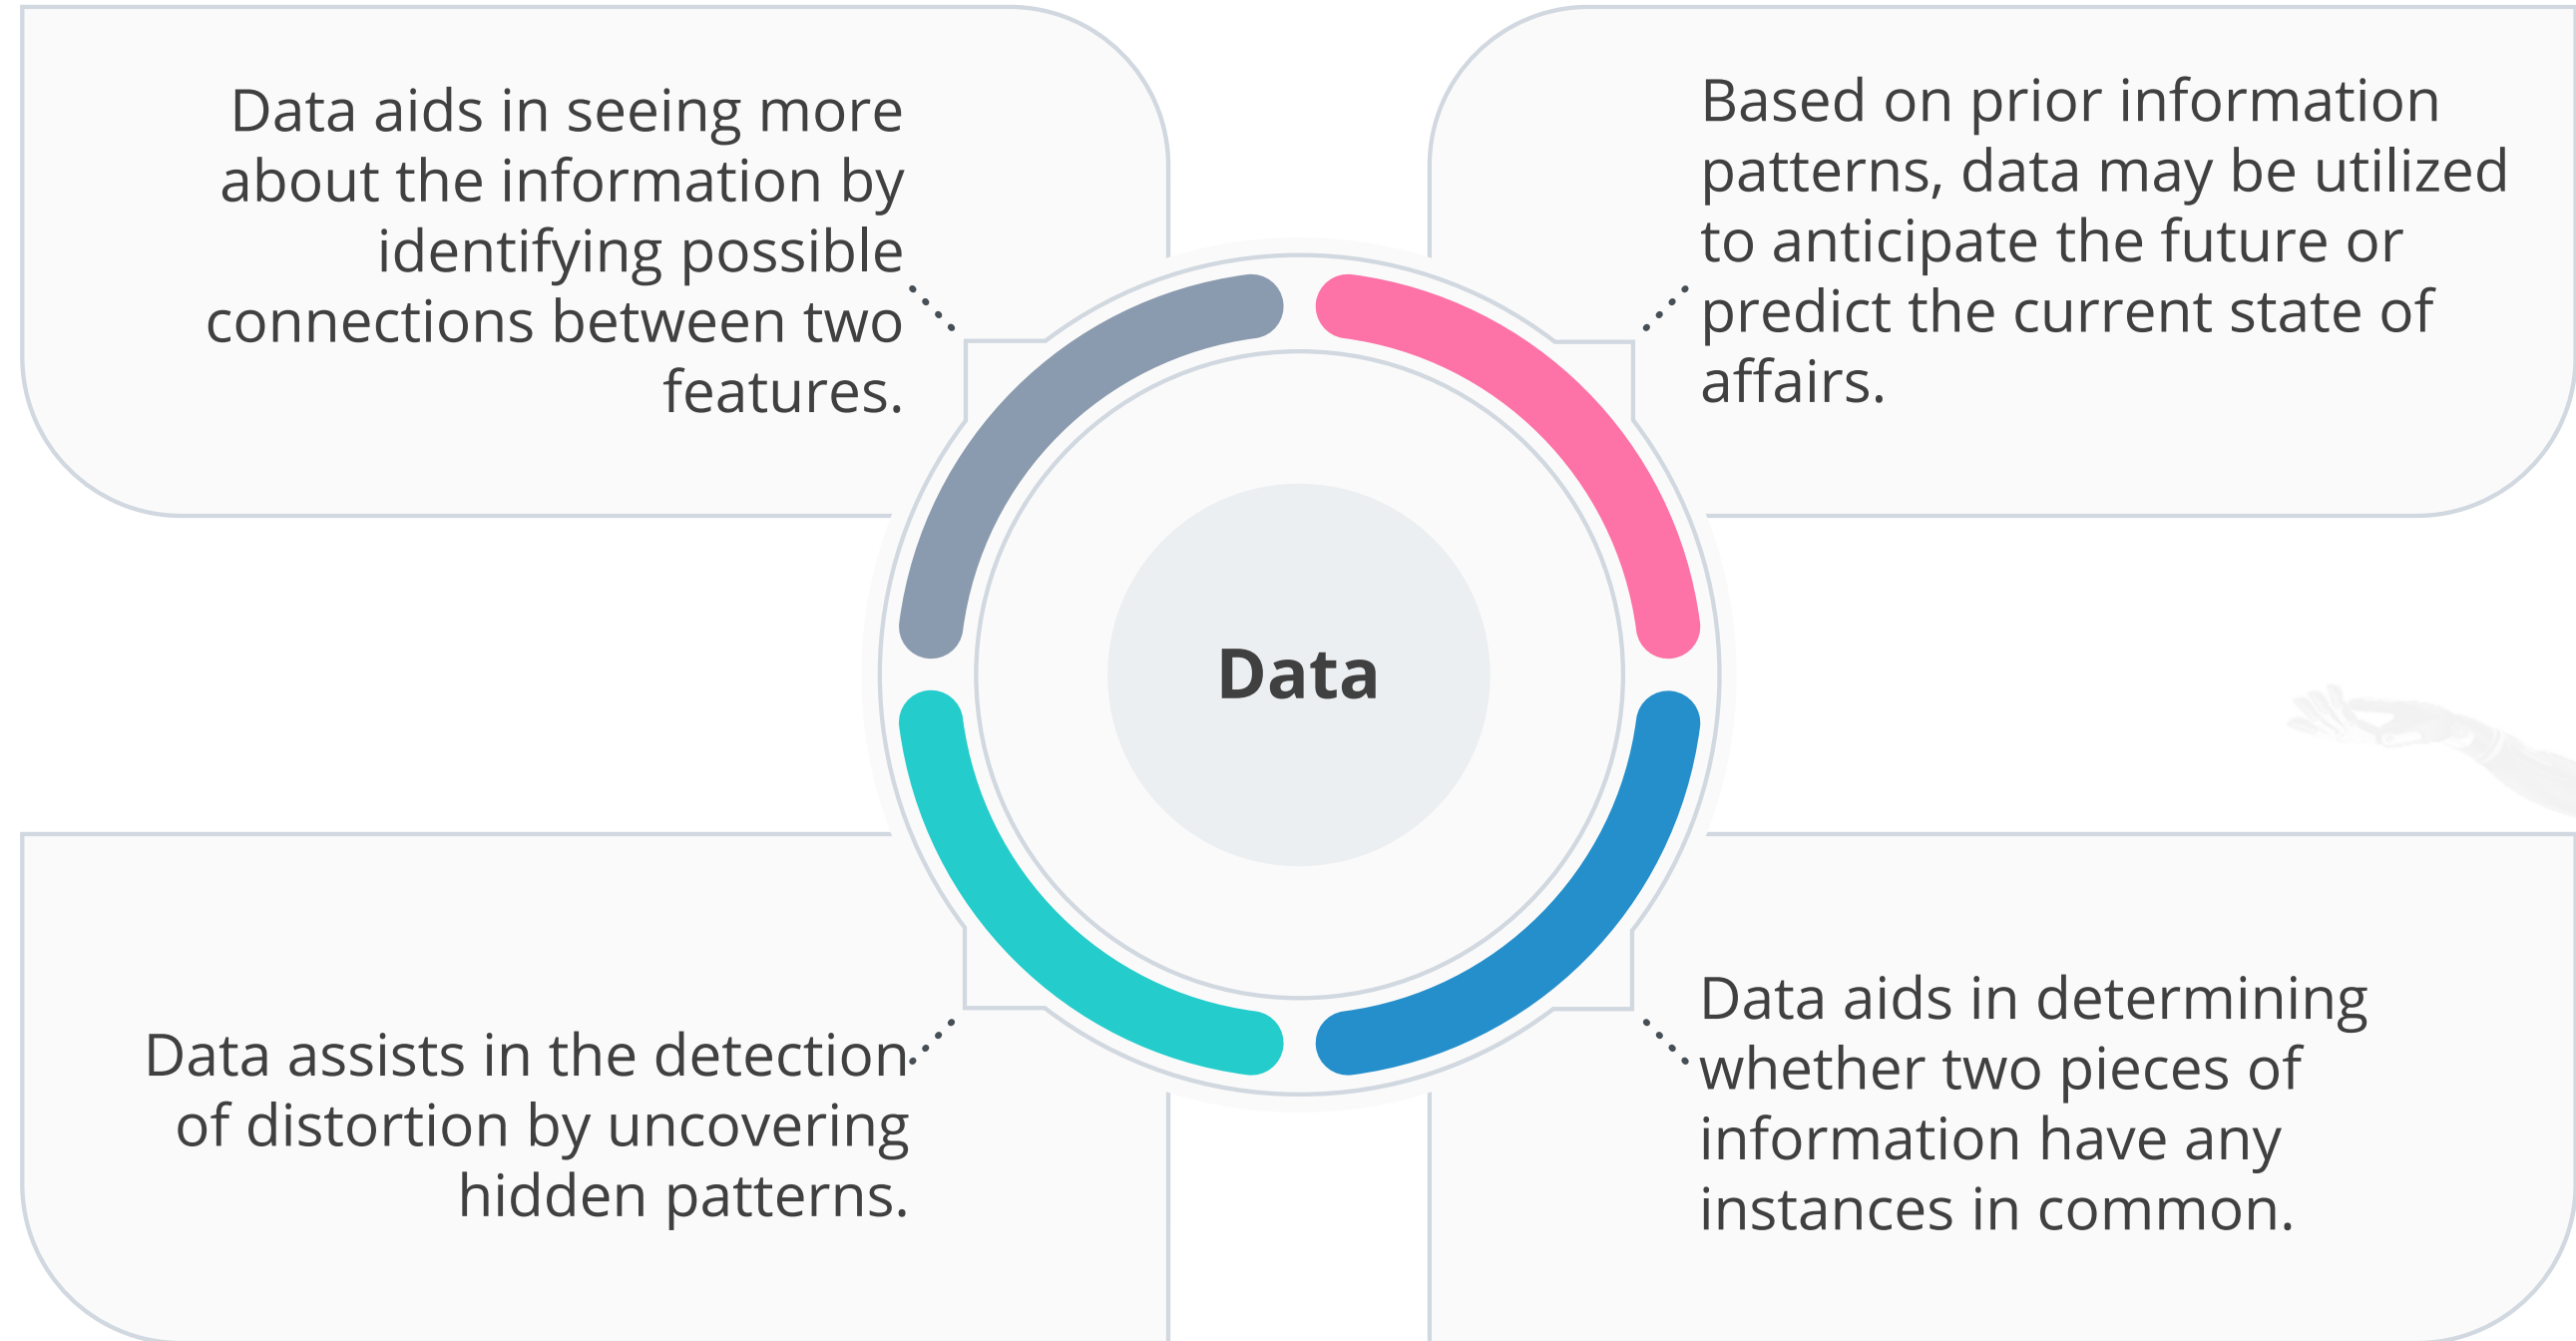 Data aids in seeing more
about the information by
identifying possible
connections between two
features.
Based on prior information
patterns, data may be utilized
to anticipate the future or
predict the current state of
affairs.
Data
Data assists in the detection
of distortion by uncovering
hidden patterns.
Data aids in determining
whether two pieces of
information have any
instances in common.